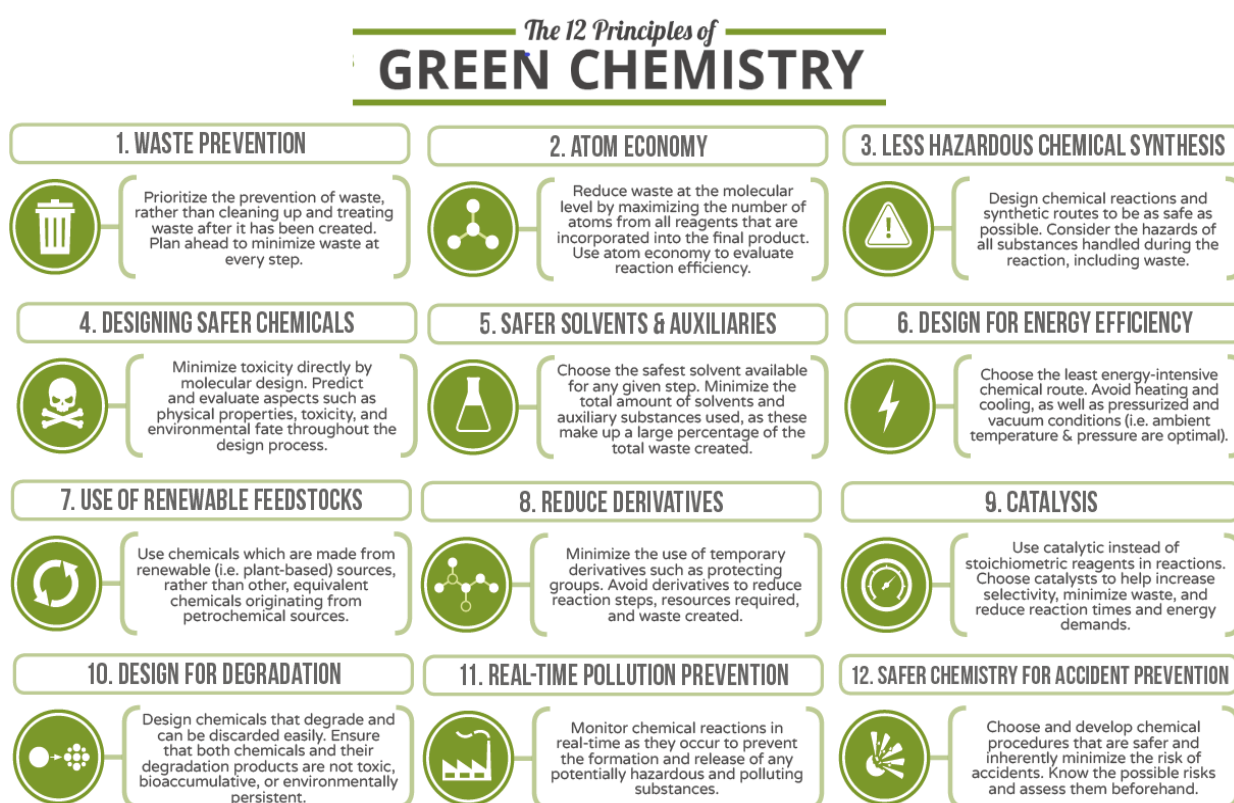 The 12 Principles of
GREEN CHEMISTRY
1. WASTE PREVENTION
Prioritize the prevention of waste,
rather than cleaning up and treating
waste after it has been created.
Plan ahead to minimize waste at
every step.
2. ATOM ECONOMY
Reduce waste at the molecular
level by maximizing the number of
atoms from all reagents that are
incorporated into the final product.
Use atom economy to evaluate
reaction efficiency.
3. LESS HAZARDOUS CHEMICAL SYNTHESIS
Design chemical reactions and
synthetic routes to be as safe as
possible. Consider the hazards of
all substances handled during the
reaction, including waste.
4. DESIGNING SAFER CHEMICALS
Minimize toxicity directly by
molecular design. Predict
and evaluate aspects such as
physical properties, toxicity, and
environmental fate throughout the
design process.
5. SAFER SOLVENTS & AUXILIARIES
Choose the safest solvent available
for any given step. Minimize the
total amount of solvents and
auxiliary substances used, as these
make up a large percentage of the
total waste created.
6. DESIGN FOR ENERGY EFFICIENCY
Choose the least energy-intensive
chemical route. Avoid heating and
cooling, as well as pressurized and
vacuum conditions (i.e. ambient
temperature & pressure are optimal).
7. USE OF RENEWABLE FEEDSTOCKS
Use chemicals which are made from
renewable (i.e. plant-based) sources,
rather than other, equivalent
chemicals originating from
petrochemical sources.
8. REDUCE DERIVATIVES
Minimize the use of temporary
derivatives such as protecting
groups. Avoid derivatives to reduce
reaction steps, resources required,
and waste created.
9. CATALYSIS
Use catalytic instead of
stoichiometric reagents in reactions.
Choose catalysts to help increase
selectivity, minimize waste, and
reduce reaction times and energy
demands.
10. DESIGN FOR DEGRADATION
Design chemicals that degrade and
can be discarded easily. Ensure
that both chemicals and their
degradation products are not toxic,
bioaccumulative, or environmentally
persistent.
11. REAL-TIME POLLUTION PREVENTION
Monitor chemical reactions in
real-time as they occur to prevent
the formation and release of any
potentially hazardous and polluting
substances.
12. SAFER CHEMISTRY FOR ACCIDENT PREVENTION
Choose and develop chemical
procedures that are safer and
inherently minimize the risk of
accidents. Know the possible risks
and assess them beforehand.